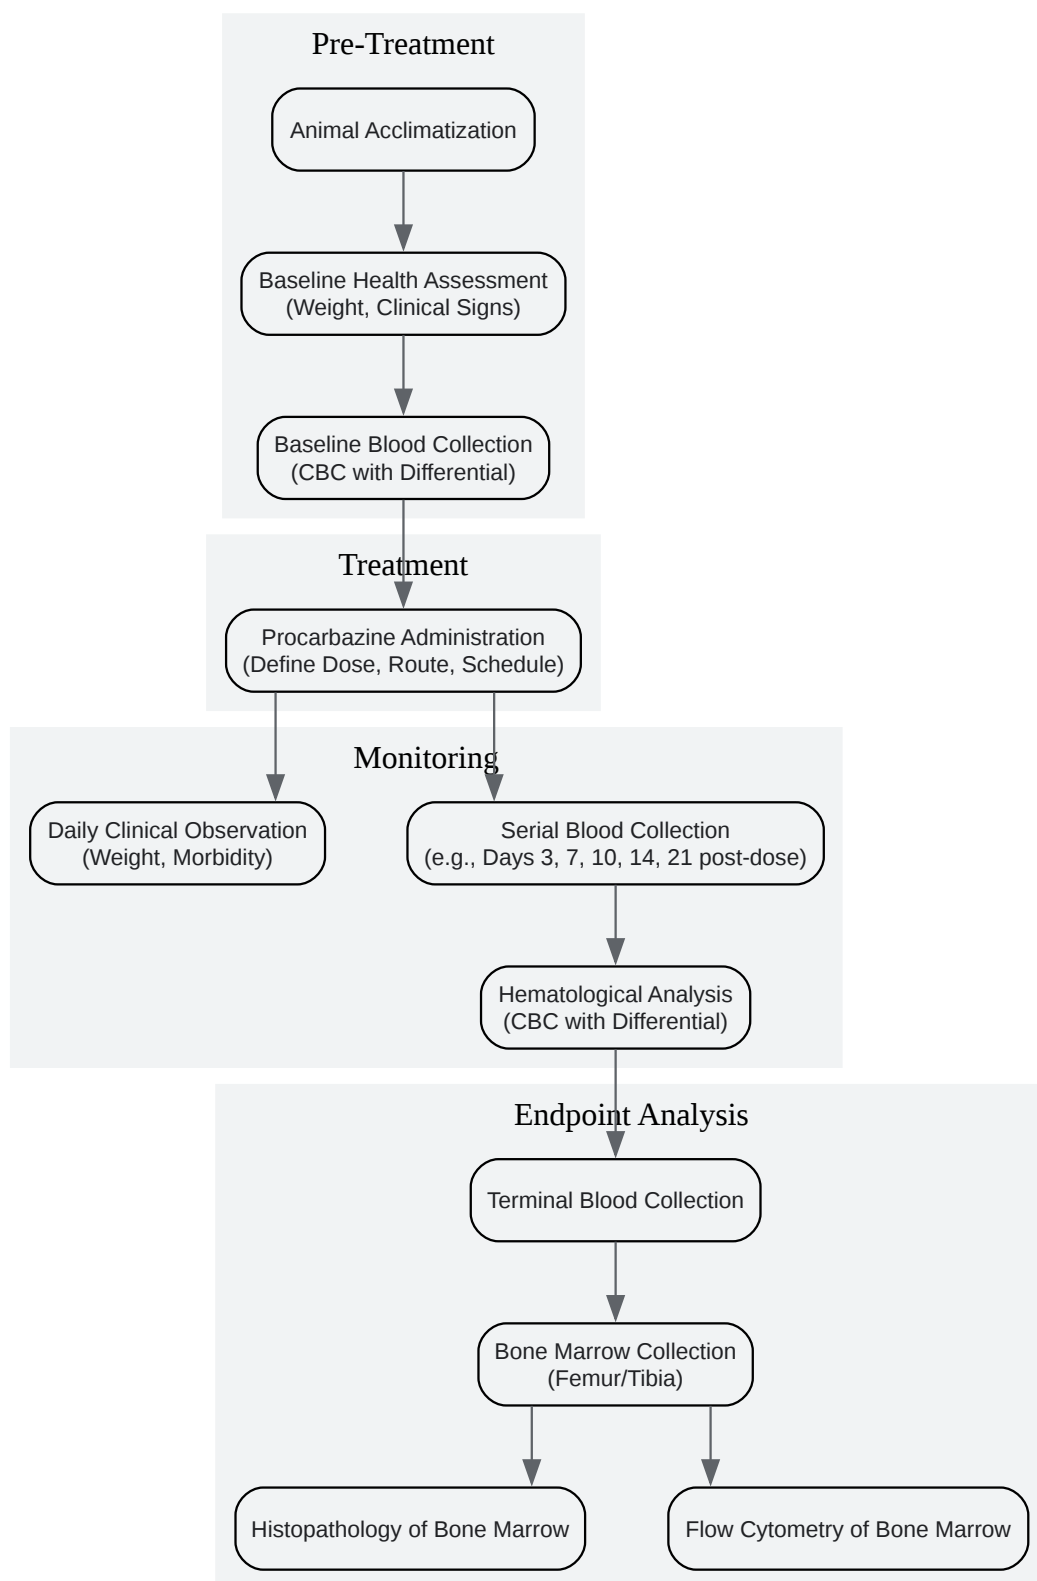 Pre-Treatment
Animal Acclimatization
Baseline Health Assessment
(Weight, Clinical Signs)
Baseline Blood Collection
(CBC with Differential)
Treatment
Procarbazine Administration
(Define Dose, Route, Schedule)
Monitoring
Daily Clinical Observation
(Weight, Morbidity)
Serial Blood Collection
(e.g., Days 3, 7, 10, 14, 21 post-dose)
Hematological Analysis
(CBC with Differential)
Endpoint Analysis
Terminal Blood Collection
Bone Marrow Collection
(Femur/Tibia)
Histopathology of Bone Marrow
Flow Cytometry of Bone Marrow